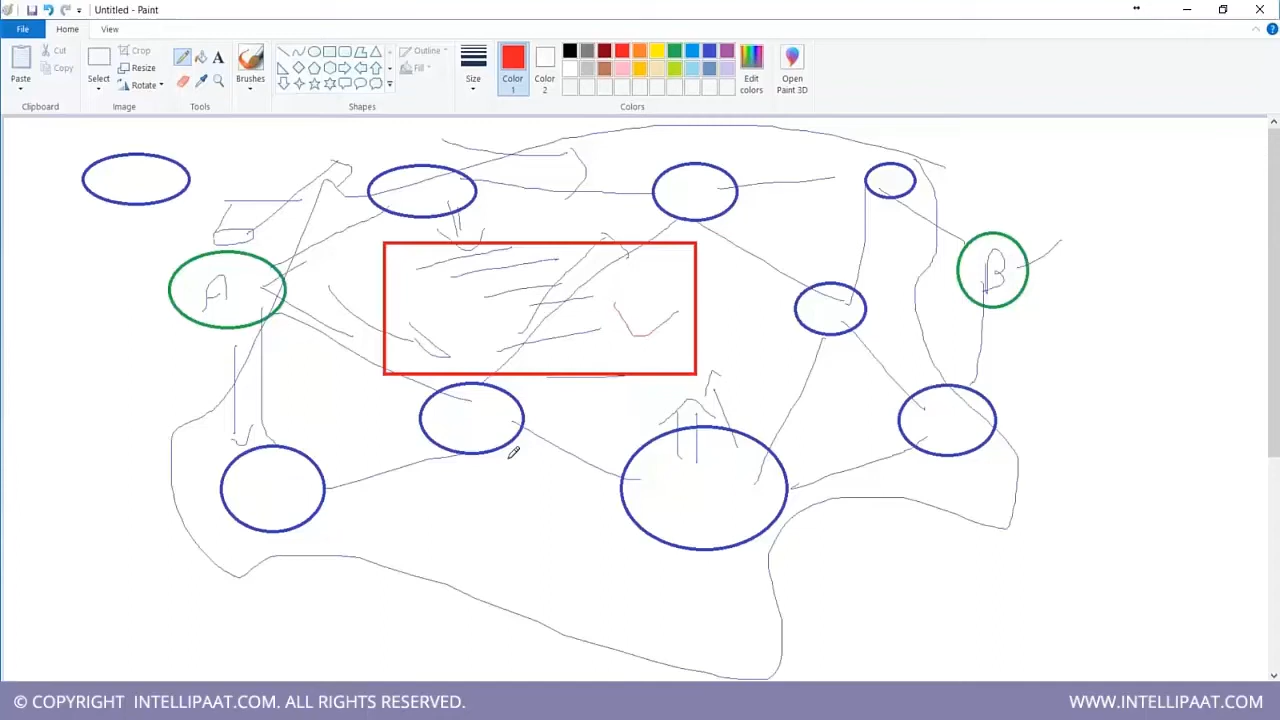 Untitled - Paint
File
Home
View
Paste
Cut
Copy
Clipboard
Select
Crop
Resize
Rotate
Image
A
Tools
Brushes
Shapes
Outline
Fill
Size
Color
1
Color
2
Edit
colors
Colors
Open
Paint 3D
A
B
© COPYRIGHT INTELLIPAAT.COM. ALL RIGHTS RESERVED.
WWW.INTELLIPAAT.COM